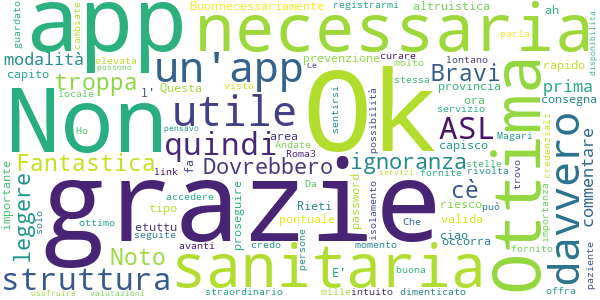 Buonnecessariamente registrarmi altruistica ah
guardato app necessaria cambiate
modalità elevata un'app prevenzione curare lontano parla rapido disponibilita
capito possono Ce molto
troppa l' Questa visto stessa Bravi provincia prima
locale utile sentirsi possibilità ora consegna
Non Ok servizio
Ho pensavo quindi area ASL Magari commentare
Andate Roma3 capisco credenziali
Fantastica fa Dovrebbero ignoranza stelle trovo
importante link servizi fornite cè rivolta importanza
leggere grazie Da password isolamento Ottima davvero
solo tipo accedere proseguire Rieti riesco può
ottimo etuttu pontuale Che valida
Noto seguite avanti credo persone momento ciao fornito
sanitaria E' buona occorra paziente
struttura straordinario mille intuito dimenticato offra
usufruire valutazioni